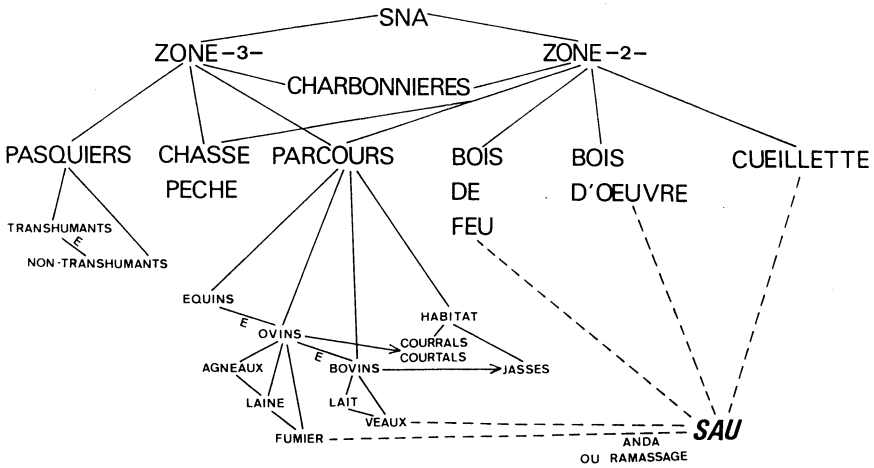 SNA
ZONE -3-
ZONE -2-
CHARBONNIERES
PASQUIERS
CHASSE
PECHE
PARCOURS
BOIS
DE
FEU
BOIS
D'ŒUVRE
CUEILLETTE
TRANSHUMANTS
E
NON-TRANSHUMANTS
EQUINS
E
OVINS
E
BOVINS
HABITAT
COURRALS
COURTALS
JASSES
AGNEAUX
LAINE
FUMIER
LAIT
VEAUX
SAU
ANDA
OU RAMASSAGE